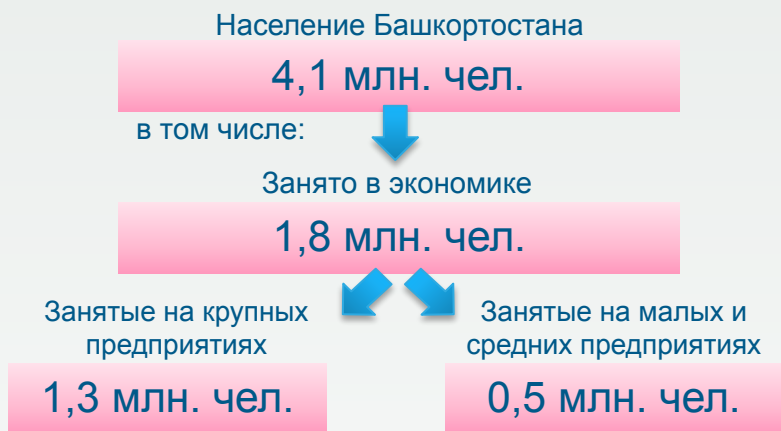 Население Башкортостана
4,1 млн. чел.
в том числе:
Занято в экономике
1,8 млн. чел.
Занятые на крупных
предприятиях
1,3 млн. чел.
Занятые на малых и
средних предприятиях
0,5 млн. чел.